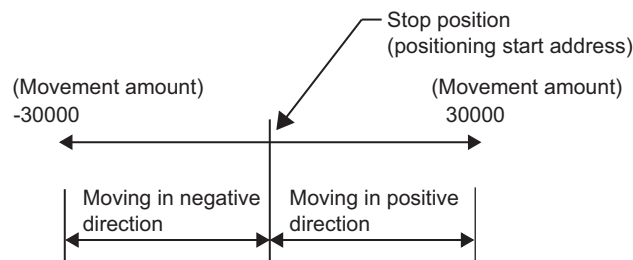 Stop position
(positioning start address)
(Movement amount)
-30000
(Movement amount)
30000
Moving in negative
direction
Moving in positive
direction